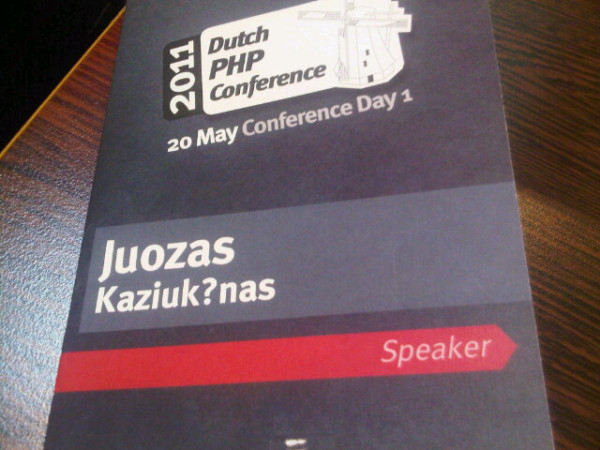 2011
Dutch
PHP
Conference
20 May Conference Day 1
Juozas
Kaziuk?nas
Speaker